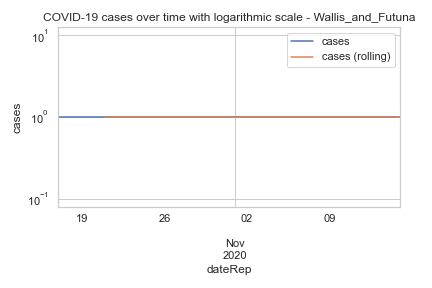 COVID-19 cases over time with logarithmic scale - Wallis_and_Futuna
cases
cases (rolling)
10¹
10⁰
10⁻¹
cases
19 26 02 09
Nov
2020
dateRep